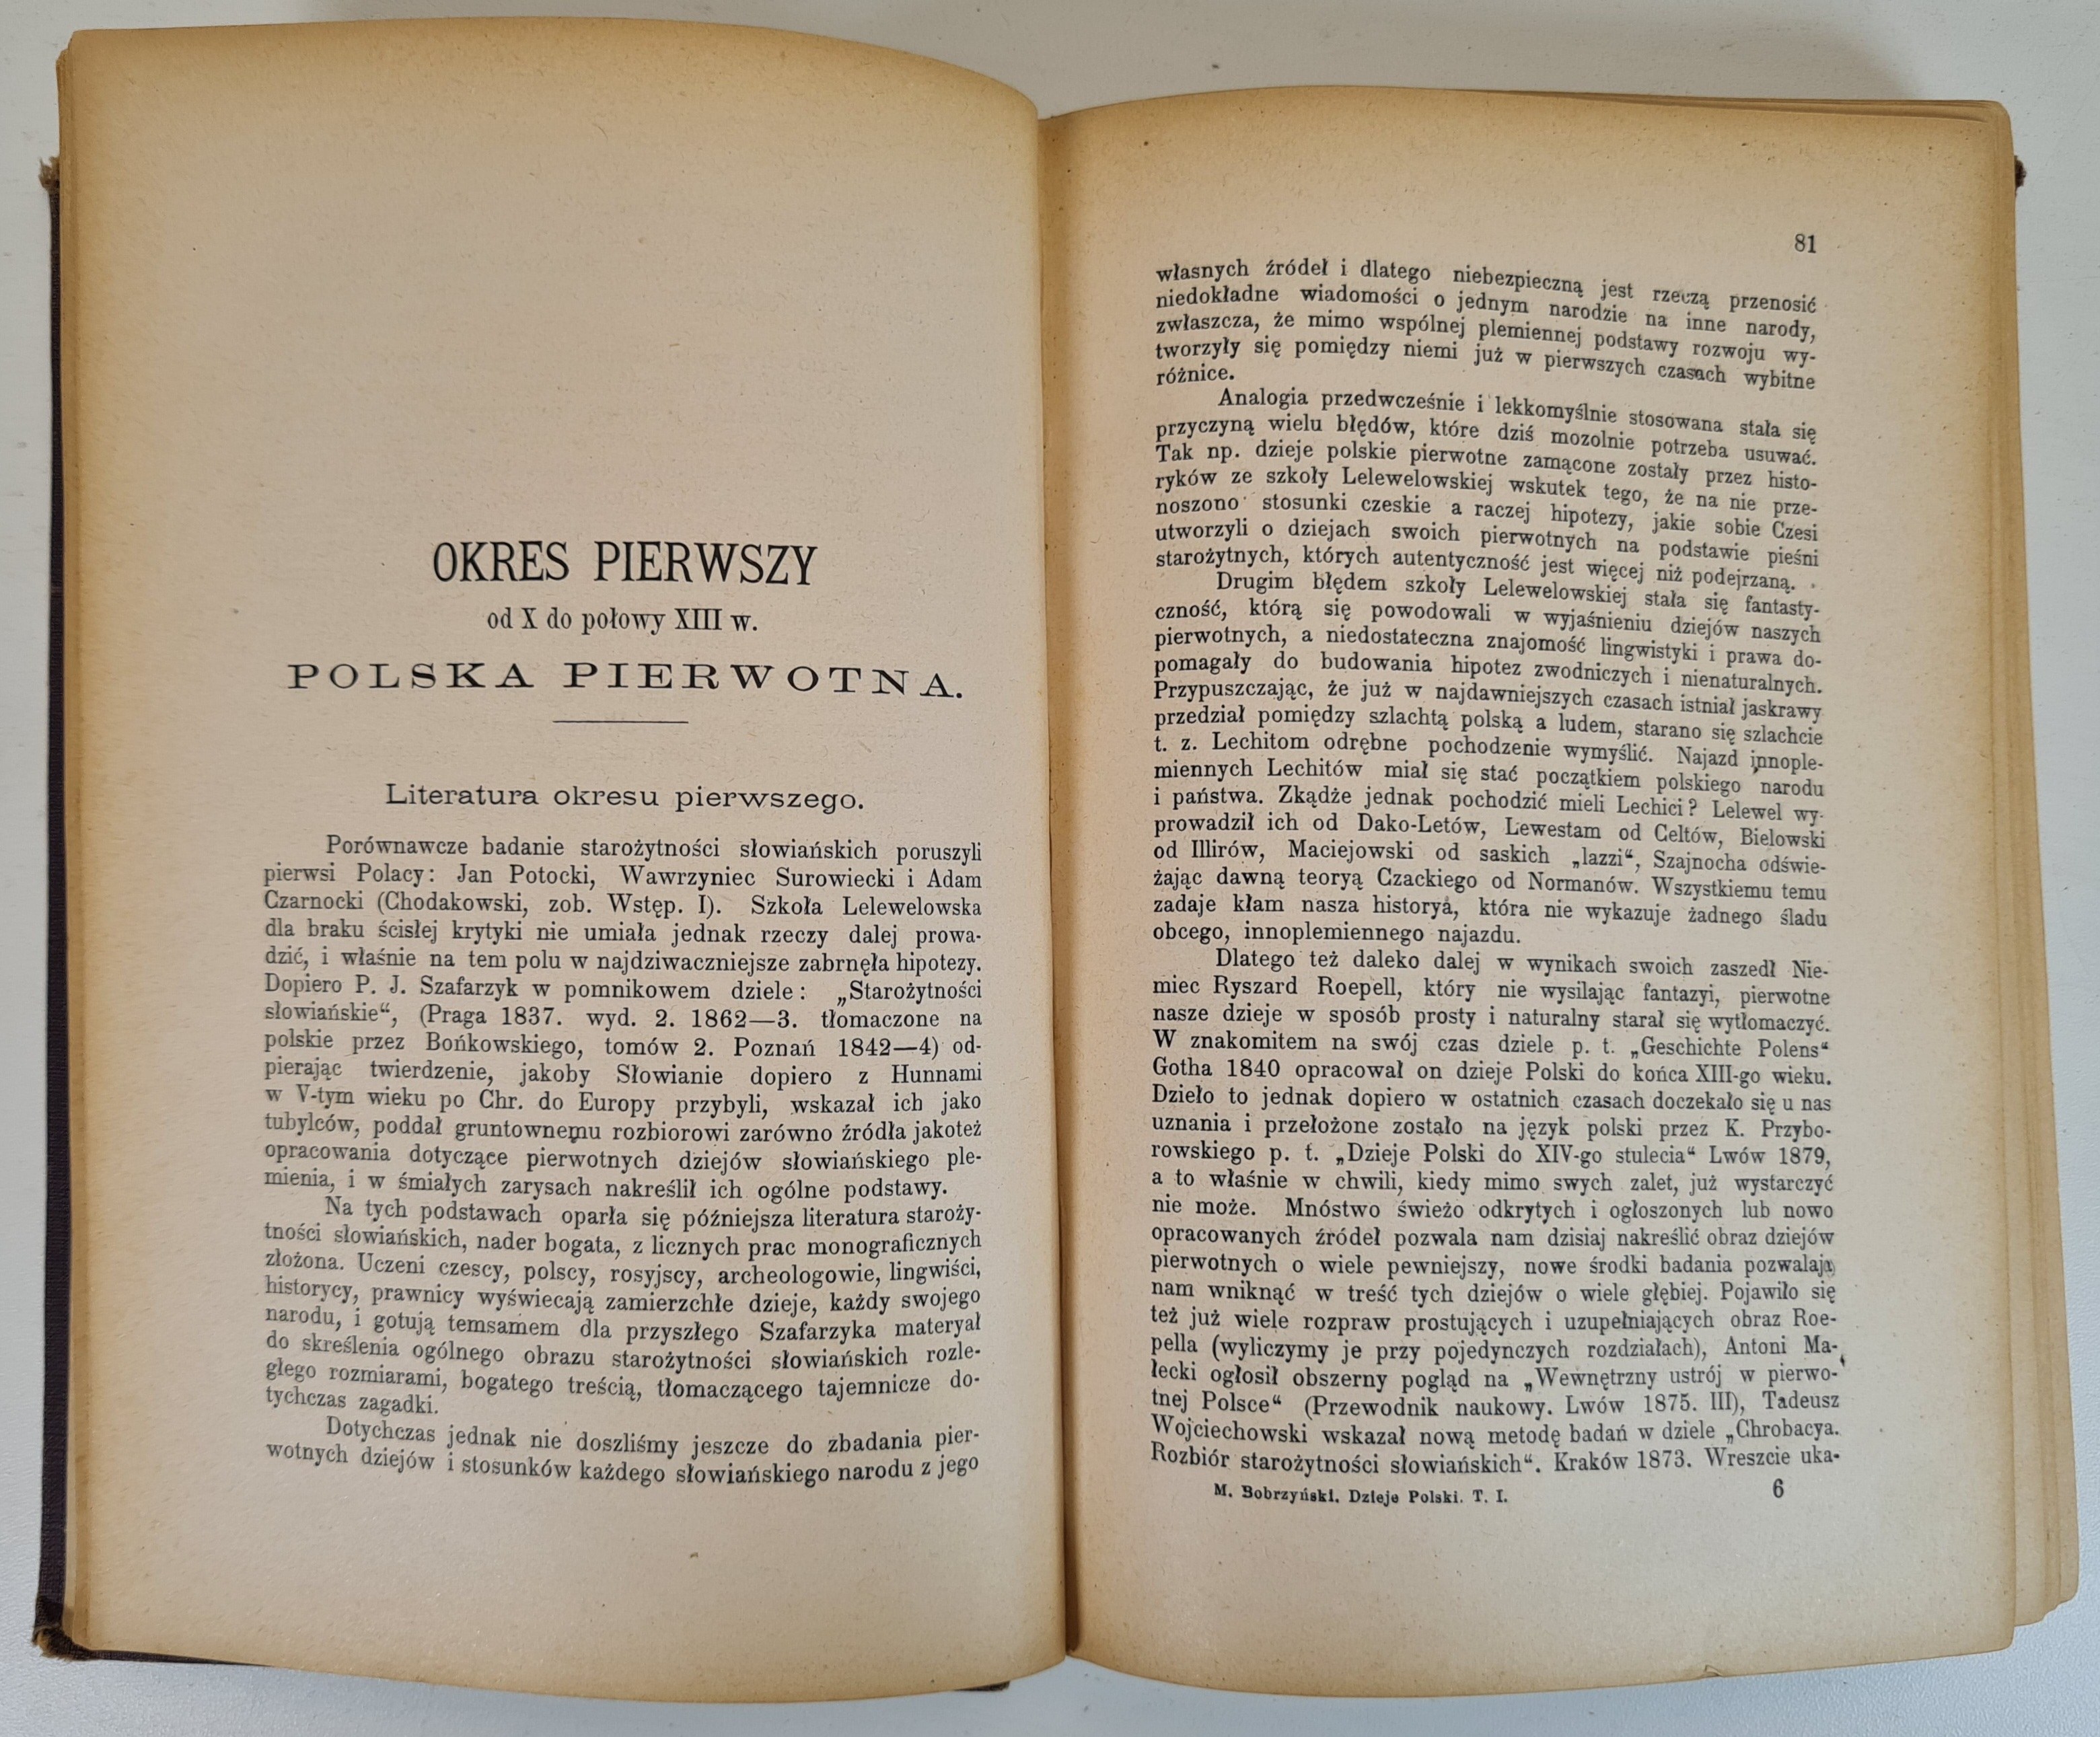 OKRES PIERWSZY
od X do połowy XIII w.
POLSKA PIERWOTNA.
Literatura okresu pierwszego.
Porównawcze badanie starożytności słowiańskich poruszyli
pierwsi Polacy: Jan Potocki, Wawrzyniec Surowiecki i Adam
Czarnocki (Chodakowski, zob. Wstęp. I). Szkoła Lelewelowska
dla braku ścisłej krytyki nie umiała jednak rzeczy dalej prowa-
dzić, i właśnie na tem polu w najdziwaczniejsze zabrnęła hipotezy.
Dopiero P. J. Szafarzyk w pomnikowem dziele: „Starożytności
słowiańskie“, (Praga 1837. wyd. 2. 1862—3. tłomaczone na
polskie przez Bońkowskiego, tomów 2. Poznań 1842—4) od-
pierając twierdzenie, jakoby Słowianie dopiero z Hunnami
w V-tym wieku po Chr. do Europy przybyli, wskazał ich jako
tubylców, poddał gruntownemu rozbiorowi zarówno źródła jakoteż
opracowania dotyczące pierwotnych dziejów słowiańskiego ple-
mienia, i w śmiałych zarysach nakreślił ich ogólne podstawy.
Na tych podstawach oparła się późniejsza literatura staroży-
tności słowiańskich, nader bogata, z licznych prac monograficznych
złożona. Uczeni czescy, polscy, rosyjscy, archeologowie, lingwiści,
historycy, prawnicy wyświecają zamierzchłe dzieje, każdy swojego
narodu, i gotują temsamem dla przyszłego Szafarzyka materyał
do skreślenia ogólnego obrazu starożytności słowiańskich rozle-
głego rozmiarami, bogatego treścią, tłomaczącego tajemnicze do-
tychczas zagadki.
Dotychczas jednak nie doszliśmy jeszcze do zbadania pier-
wotnych dziejów i stosunków każdego słowiańskiego narodu z jego
81
własnych źródeł i dlatego niebezpieczną jest rzeczą przenosić
niedokładne wiadomości o jednym narodzie na inne narody,
zwłaszcza, że mimo wspólnej plemiennej podstawy rozwoju wy-
tworzyły się pomiędzy niemi już w pierwszych czasach wybitne
różnice.
Analogia przedwcześnie i lekkomyślnie stosowana stała się
przyczyną wielu błędów, które dziś mozolnie potrzeba usuwać.
Tak np. dzieje polskie pierwotne zamącone zostały przez histo-
ryków ze szkoły Lelewelowskiej wskutek tego, że na nie prze-
noszono stosunki czeskie a raczej hipotezy, jakie sobie Czesi
utworzyli o dziejach swoich pierwotnych na podstawie pieśni
starożytnych, których autentyczność jest więcej niż podejrzaną.
Drugim błędem szkoły Lelewelowskiej stała się fantasty-
czność, którą się powodowali w wyjaśnieniu dziejów naszych
pierwotnych, a niedostateczna znajomość lingwistyki i prawa do-
pomagały do budowania hipotez zwodniczych i nienaturalnych.
Przypuszczając, że już w najdawniejszych czasach istniał jaskrawy
przedział pomiędzy szlachtą polską a ludem, starano się szlachcie
t. z. Lechitom odrębne pochodzenie wymyślić. Najazd innople-
miennych Lechitów miał się stać początkiem polskiego narodu
i państwa. Zkądże jednak pochodzić mieli Lechici? Lelewel wy-
prowadził ich od Dako-Letów, Lewestam od Celtów, Bielowski
od Illirów, Maciejowski od saskich „lazzi“, Szajnocha odświe-
żając dawną teoryą Czackiego od Normanów. Wszystkiemu temu
zadaje kłam nasza historya, która nie wykazuje żadnego śladu
obcego, innoplemiennego najazdu.
Dlatego też daleko dalej w wynikach swoich zaszedł Nie-
miec Ryszard Roepell, który nie wysilając fantazyi, pierwotne
nasze dzieje w sposób prosty i naturalny starał się wytłomaczyć.
W znakomitem na swój czas dziele p. t. „Geschichte Polens“
Gotha 1840 opracował on dzieje Polski do końca XIII-go wieku.
Dzieło to jednak dopiero w ostatnich czasach doczekało się u nas
uznania i przełożone zostało na język polski przez K. Przybo-
rowskiego p. t. „Dzieje Polski do XIV-go stulecia“ Lwów 1879,
a to właśnie w chwili, kiedy mimo swych zalet, już wystarczyć
nie może. Mnóstwo świeżo odkrytych i ogłoszonych lub nowo
opracowanych źródeł pozwala nam dzisiaj nakreślić obraz dziejów
pierwotnych o wiele pewniejszy, nowe środki badania pozwalają
nam wniknąć w treść tych dziejów o wiele głębiej. Pojawiło się
też już wiele rozpraw prostujących i uzupełniających obraz Roe-
pella (wyliczymy je przy pojedynczych rozdziałach), Antoni Ma-
łecki ogłosił obszerny pogląd na „Wewnętrzny ustrój w pierwo-
tnej Polsce“ (Przewodnik naukowy. Lwów 1875. III), Tadeusz
Wojciechowski wskazał nową metodę badań w dziele „Chrobacya.
Rozbiór starożytności słowiańskich“. Kraków 1873. Wreszcie uka-
M. Bobrzyński. Dzieje Polski. T. I.
6